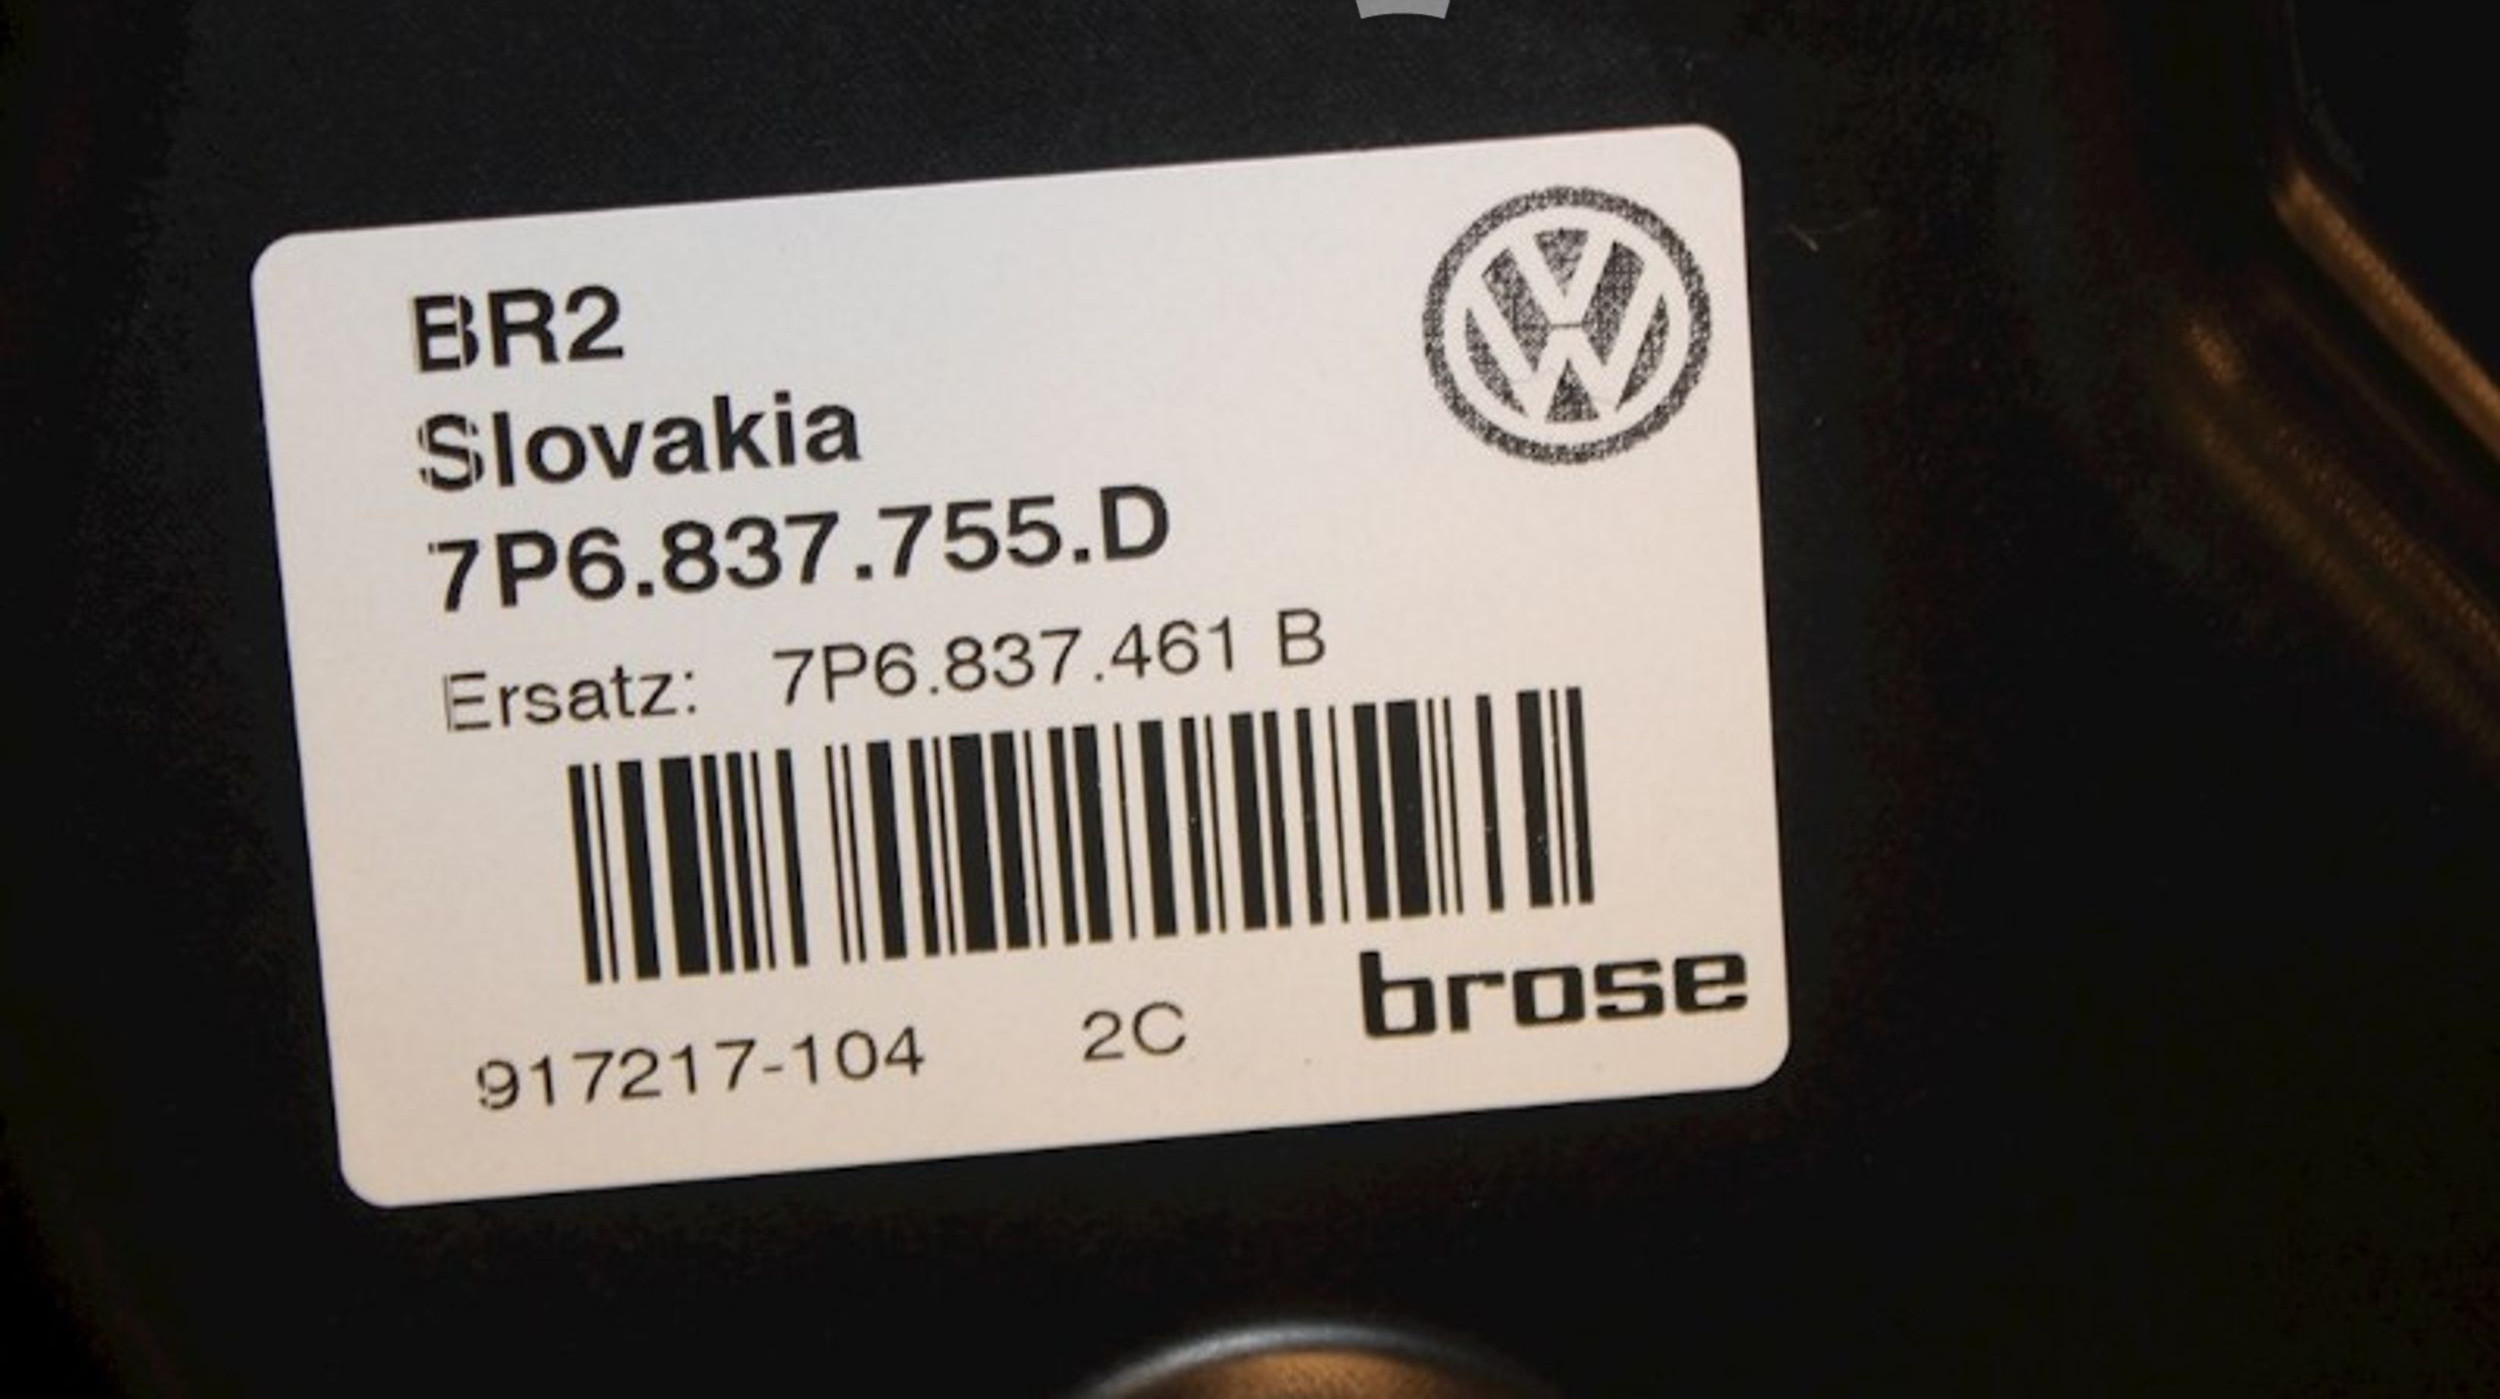 BR2
Slovakia
7P6.837.755.D
Ersatz: 7P6.837.461 B
917217-104 2C brose